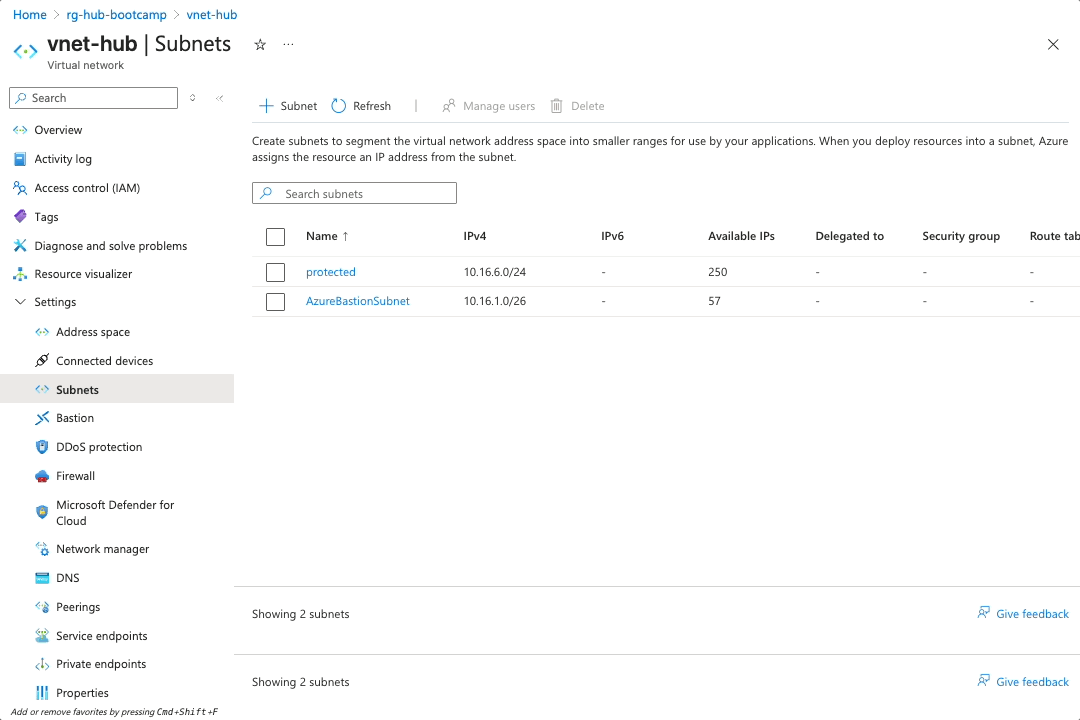 Home > rg-hub-bootcamp > vnet-hub
vnet-hub | Subnets
Virtual network
Search
Overview
Activity log
Access control (IAM)
Tags
Diagnose and solve problems
Resource visualizer
Settings
Address space
Connected devices
Subnets
Bastion
DDoS protection
Firewall
Microsoft Defender for
Cloud
Network manager
DNS
Peerings
Service endpoints
Private endpoints
Properties
Add or remove favorites by pressing Cmd+Shift+F
Subnet Refresh | Manage users Delete
Create subnets to segment the virtual network address space into smaller ranges for use by your applications. When you deploy resources into a subnet, Azure
assigns the resource an IP address from the subnet.
Search subnets
Name ↑ IPv4 IPv6 Available IPs Delegated to Security group Route tab
protected 10.16.6.0/24 - 250 - - -
AzureBastionSubnet 10.16.1.0/26 - 57 - - -
Showing 2 subnets Give feedback
Showing 2 subnets Give feedback